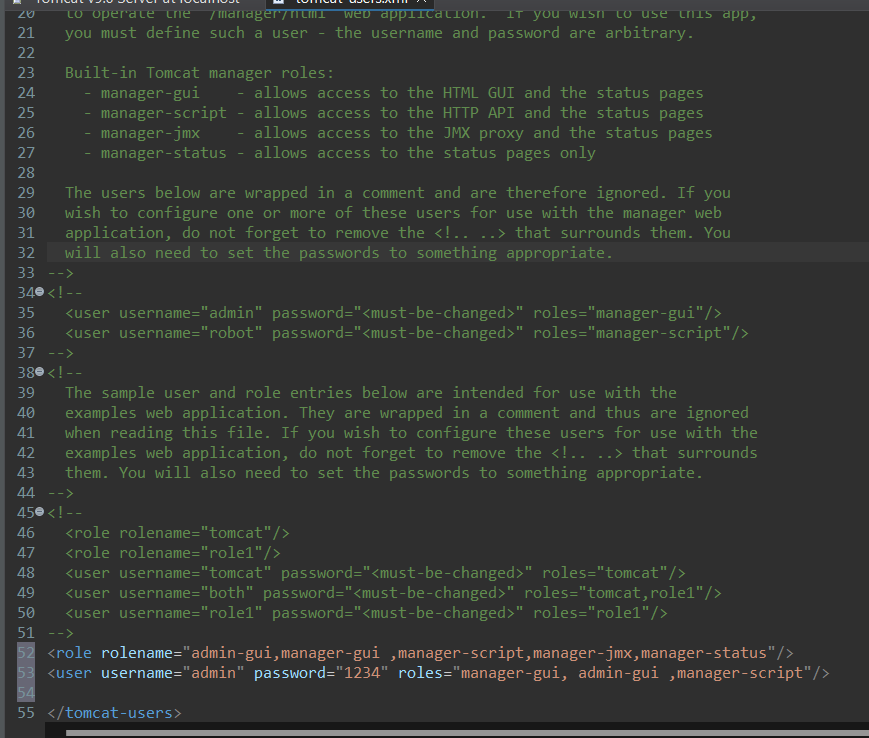 Tomcat v9.0 Server at localhost tomcat-users.xml
20 to operate the "/manager/html" web application. If you wish to use this app,
21 you must define such a user - the username and password are arbitrary.
22
23 Built-in Tomcat manager roles:
24 - manager-gui - allows access to the HTML GUI and the status pages
25 - manager-script - allows access to the HTTP API and the status pages
26 - manager-jmx - allows access to the JMX proxy and the status pages
27 - manager-status - allows access to the status pages only
28
29 The users below are wrapped in a comment and are therefore ignored. If you
30 wish to configure one or more of these users for use with the manager web
31 application, do not forget to remove the <!.. ..> that surrounds them. You
32 will also need to set the passwords to something appropriate.
33 -->
34 <!--
35 <user username="admin" password="<must-be-changed>" roles="manager-gui"/>
36 <user username="robot" password="<must-be-changed>" roles="manager-script"/>
37 -->
38 <!--
39 The sample user and role entries below are intended for use with the
40 examples web application. They are wrapped in a comment and thus are ignored
41 when reading this file. If you wish to configure these users for use with the
42 examples web application, do not forget to remove the <!.. ..> that surrounds
43 them. You will also need to set the passwords to something appropriate.
44 -->
45 <!--
46 <role rolename="tomcat"/>
47 <role rolename="role1"/>
48 <user username="tomcat" password="<must-be-changed>" roles="tomcat"/>
49 <user username="both" password="<must-be-changed>" roles="tomcat,role1"/>
50 <user username="role1" password="<must-be-changed>" roles="role1"/>
51 -->
52 <role rolename="admin-gui,manager-gui ,manager-script,manager-jmx,manager-status"/>
53 <user username="admin" password="1234" roles="manager-gui, admin-gui ,manager-script"/>
54
55 </tomcat-users>